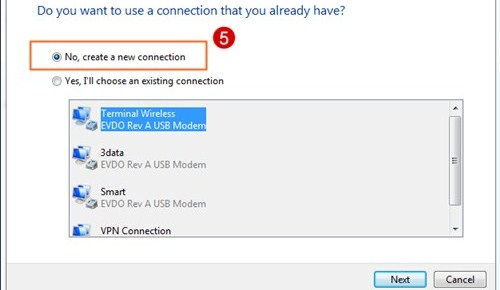 Do you want to use a connection that you already have?
5
No, create a new connection
Yes, I'll choose an existing connection
Terminal Wireless
EVDO Rev A USB Modem
3data
EVDO Rev A USB Modem
Smart
EVDO Rev A USB Modem
VPN Connection
Next Cancel